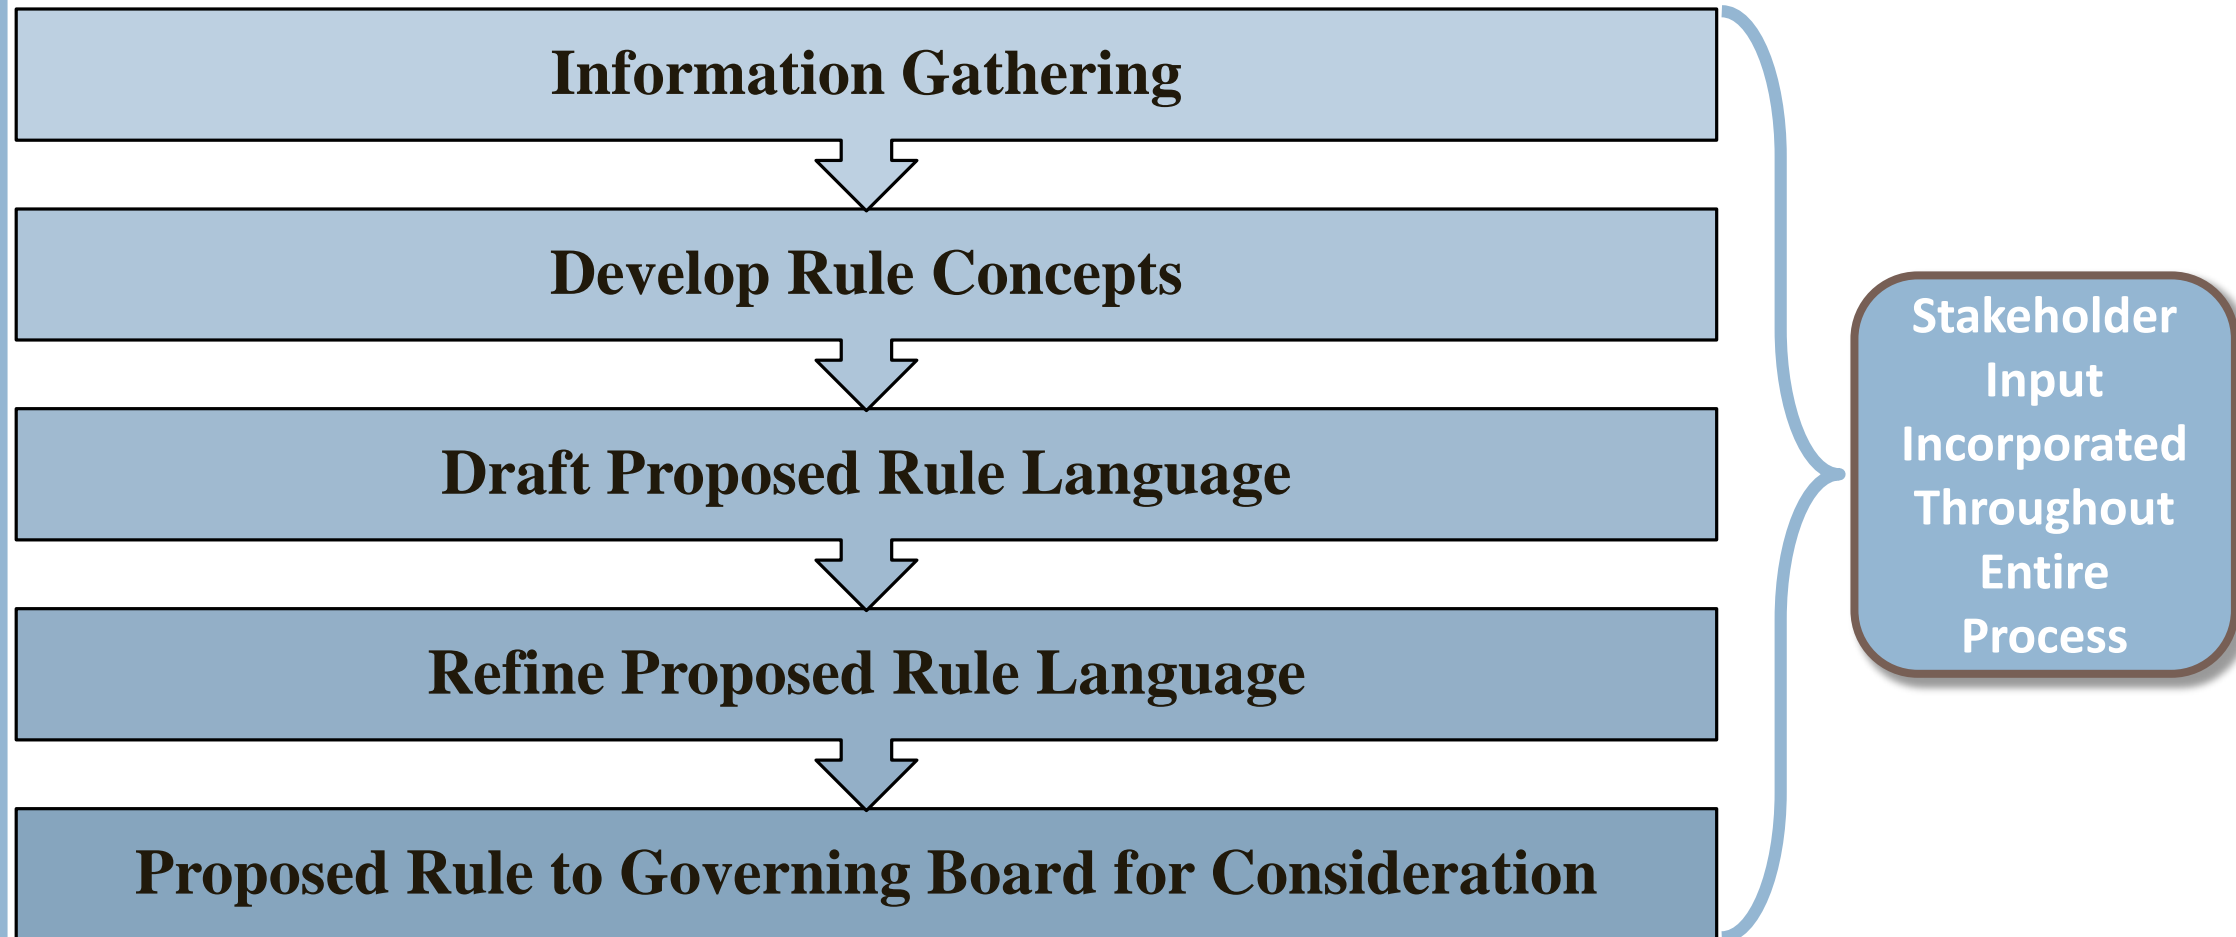 Information Gathering
Develop Rule Concepts
Draft Proposed Rule Language
Refine Proposed Rule Language
Proposed Rule to Governing Board for Consideration
Stakeholder
Input
Incorporated
Throughout
Entire
Process